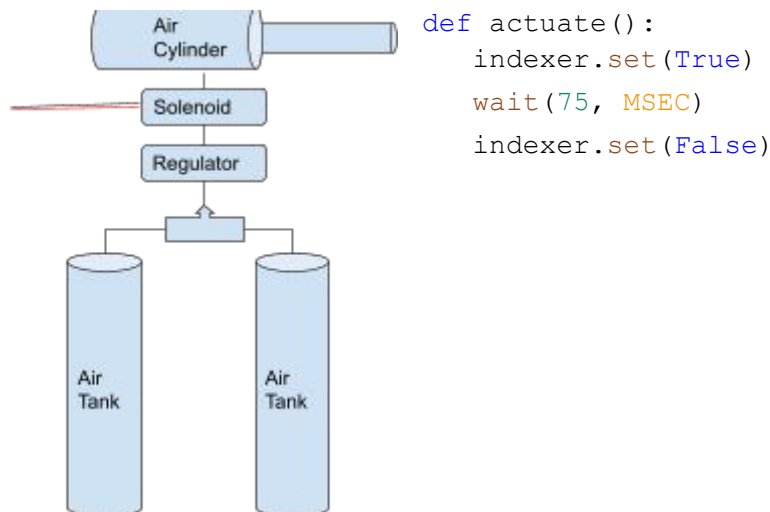 Air
Cylinder
Solenoid
Regulator
Air
Tank
Air
Tank
def actuate():
    indexer.set(True)
    wait(75, MSEC)
    indexer.set(False)